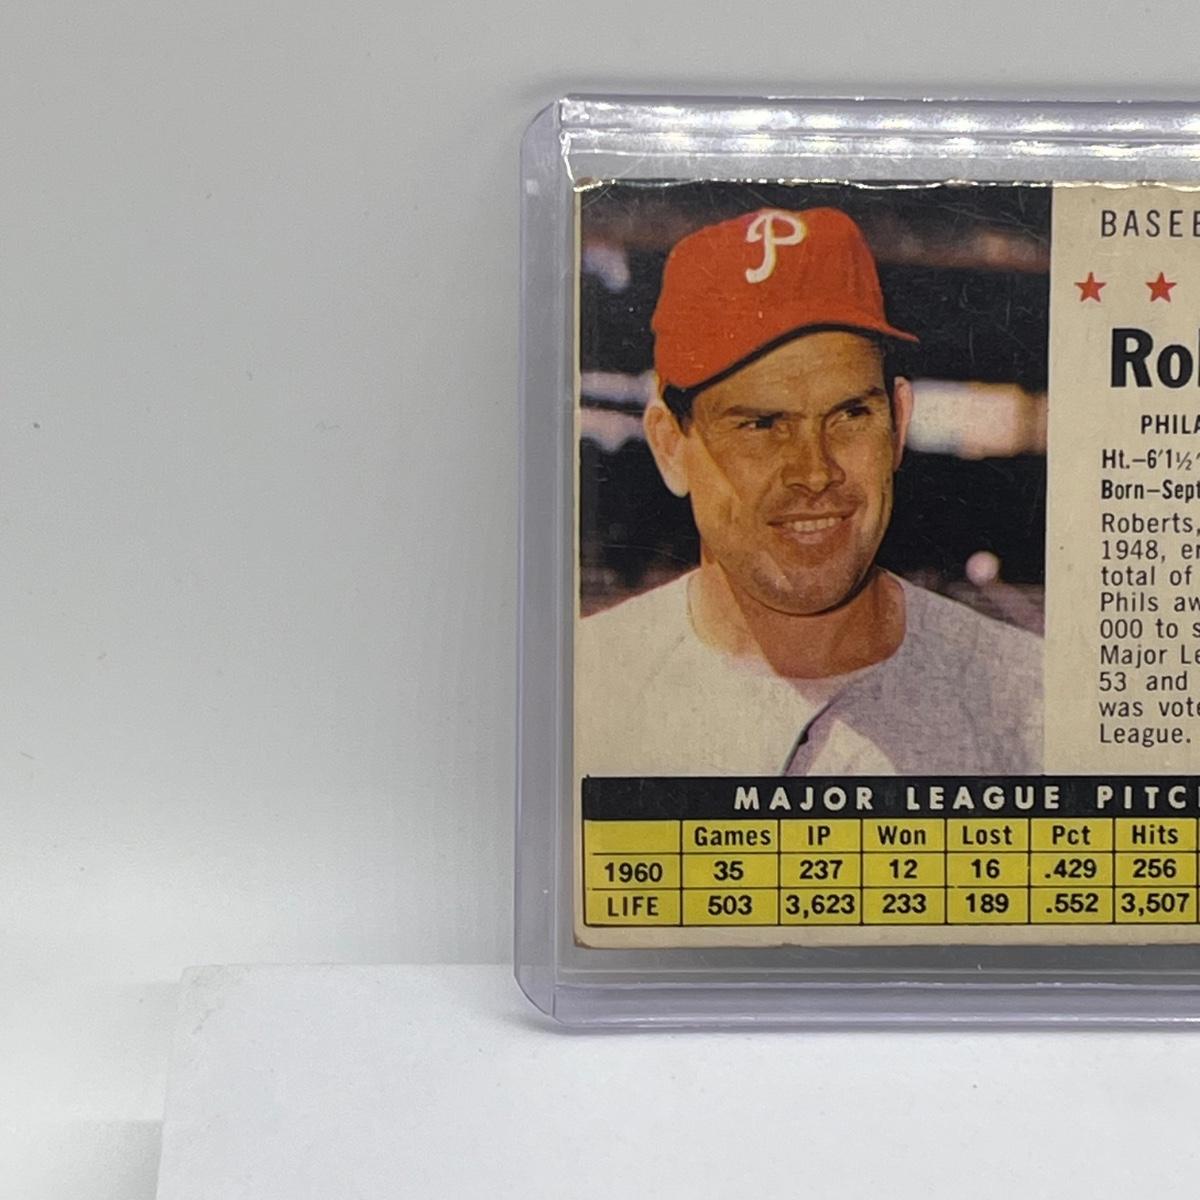 P
BASEB
Rob
PHILA
Ht.–6'1½"
Born–Sept
Roberts,
1948, en
total of
Phils aw
000 to s
Major Le
53 and
was vote
League.
MAJOR LEAGUE PITC
Games IP Won Lost Pct Hits
1960 35 237 12 16 .429 256
LIFE 503 3,623 233 189 .552 3,507